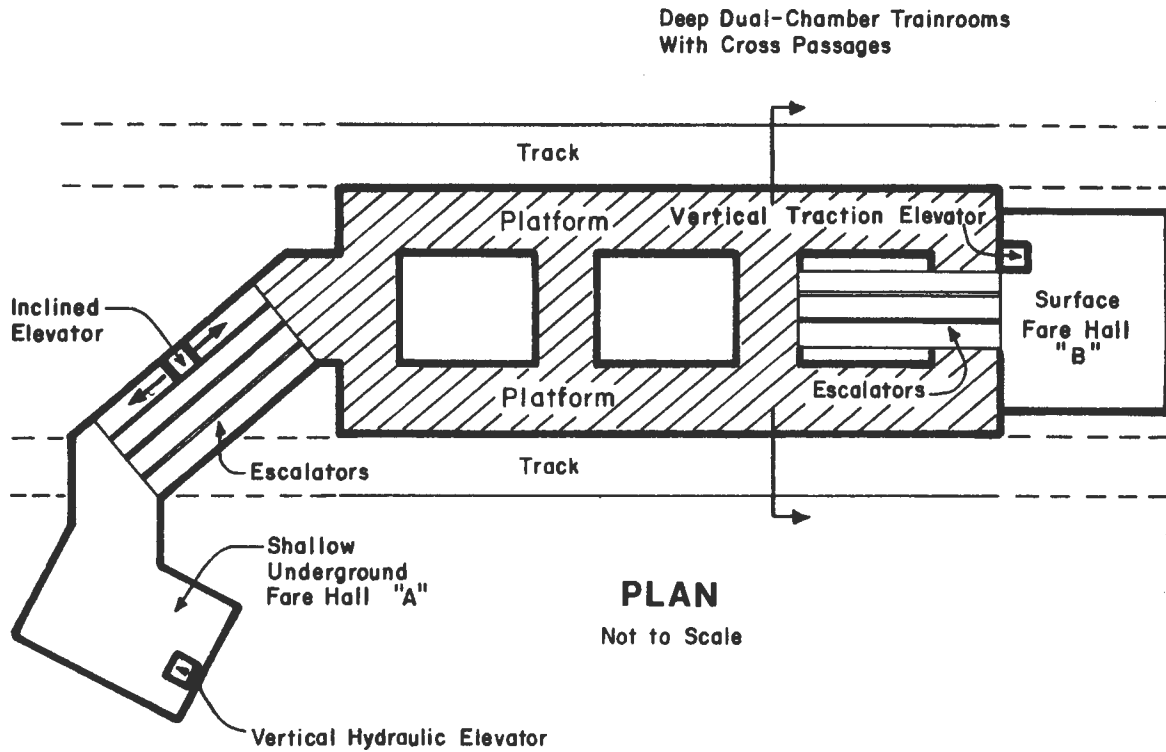 Deep Dual-Chamber Trainrooms
With Cross Passages
Track
Platform
Vertical Traction Elevator
Inclined
Elevator
Surface
Fare Hall
"B"
Platform
Escalators
Track
Escalators
Shallow
Underground
Fare Hall "A"
PLAN
Not to Scale
Vertical Hydraulic Elevator